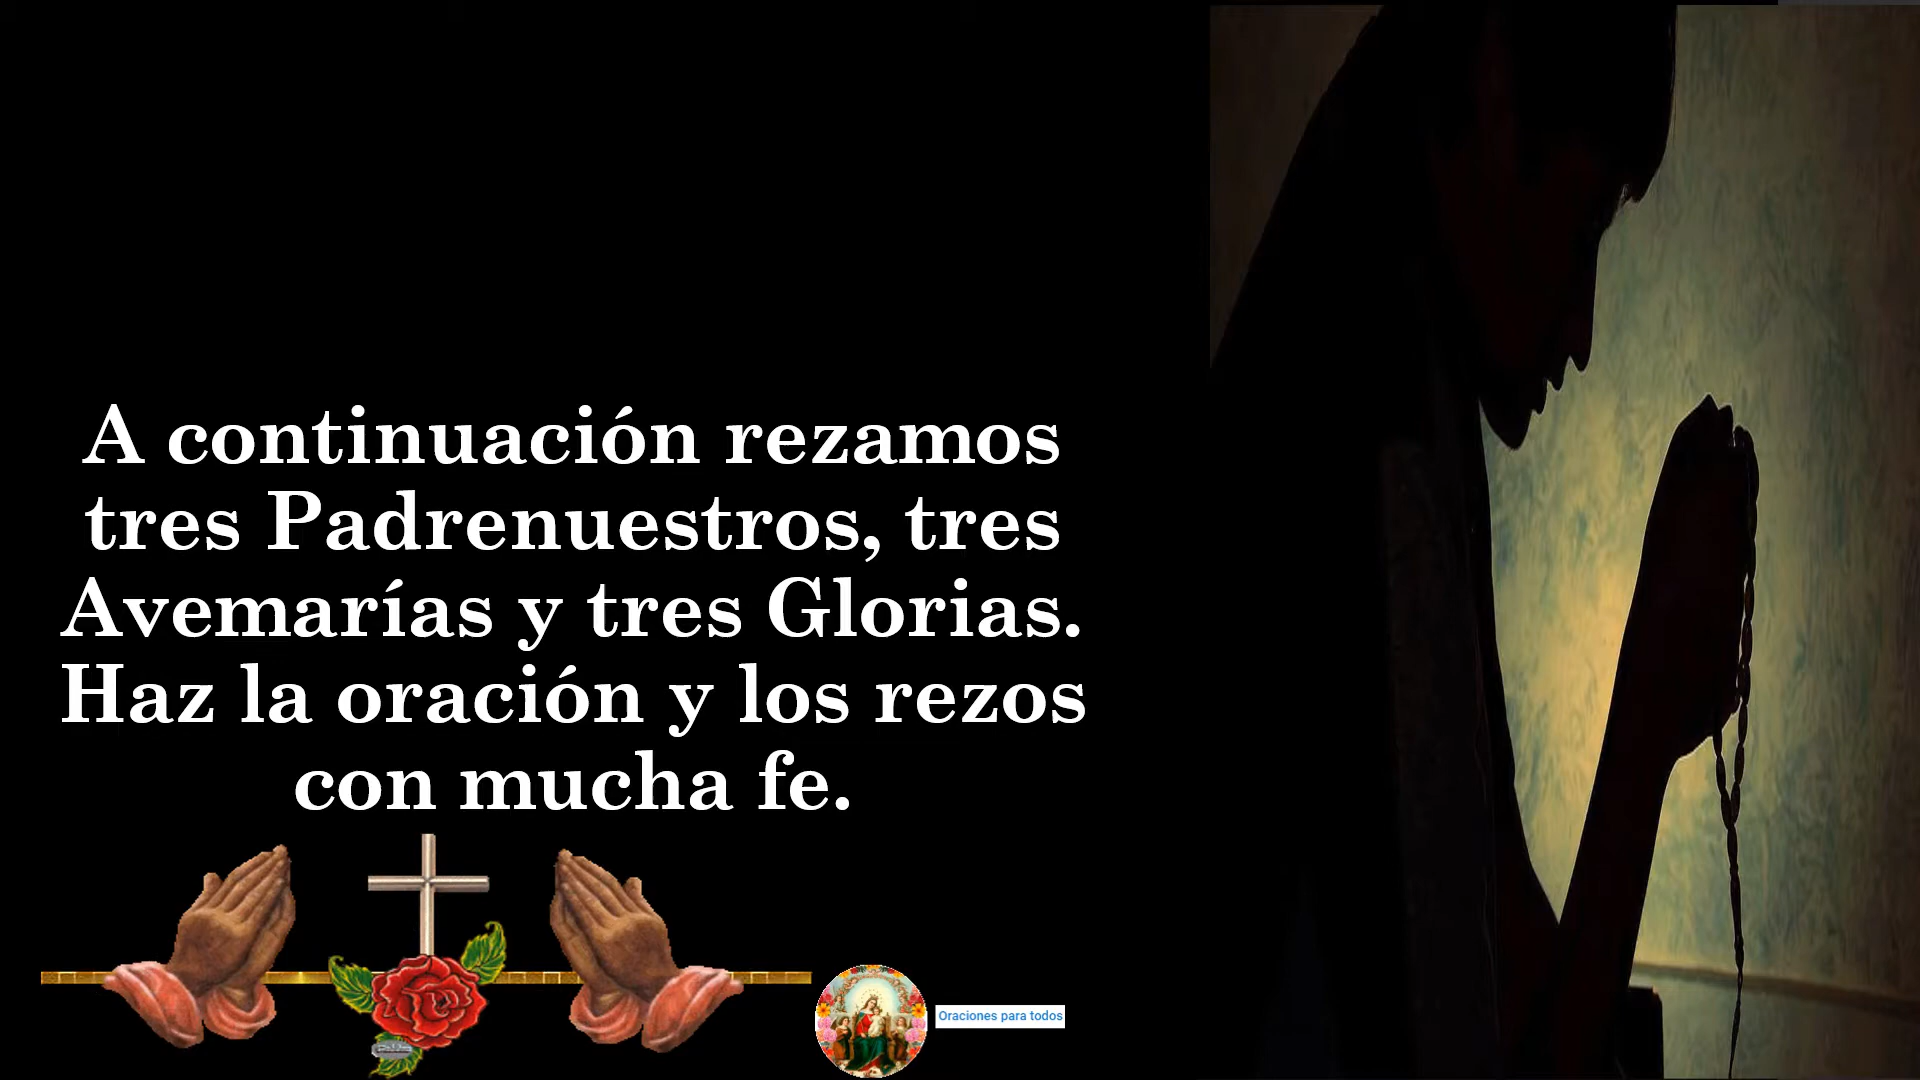 A continuación rezamos
tres Padrenuestros, tres
Avemarías y tres Glorias.
Haz la oración y los rezos
con mucha fe.
Oraciones para todos